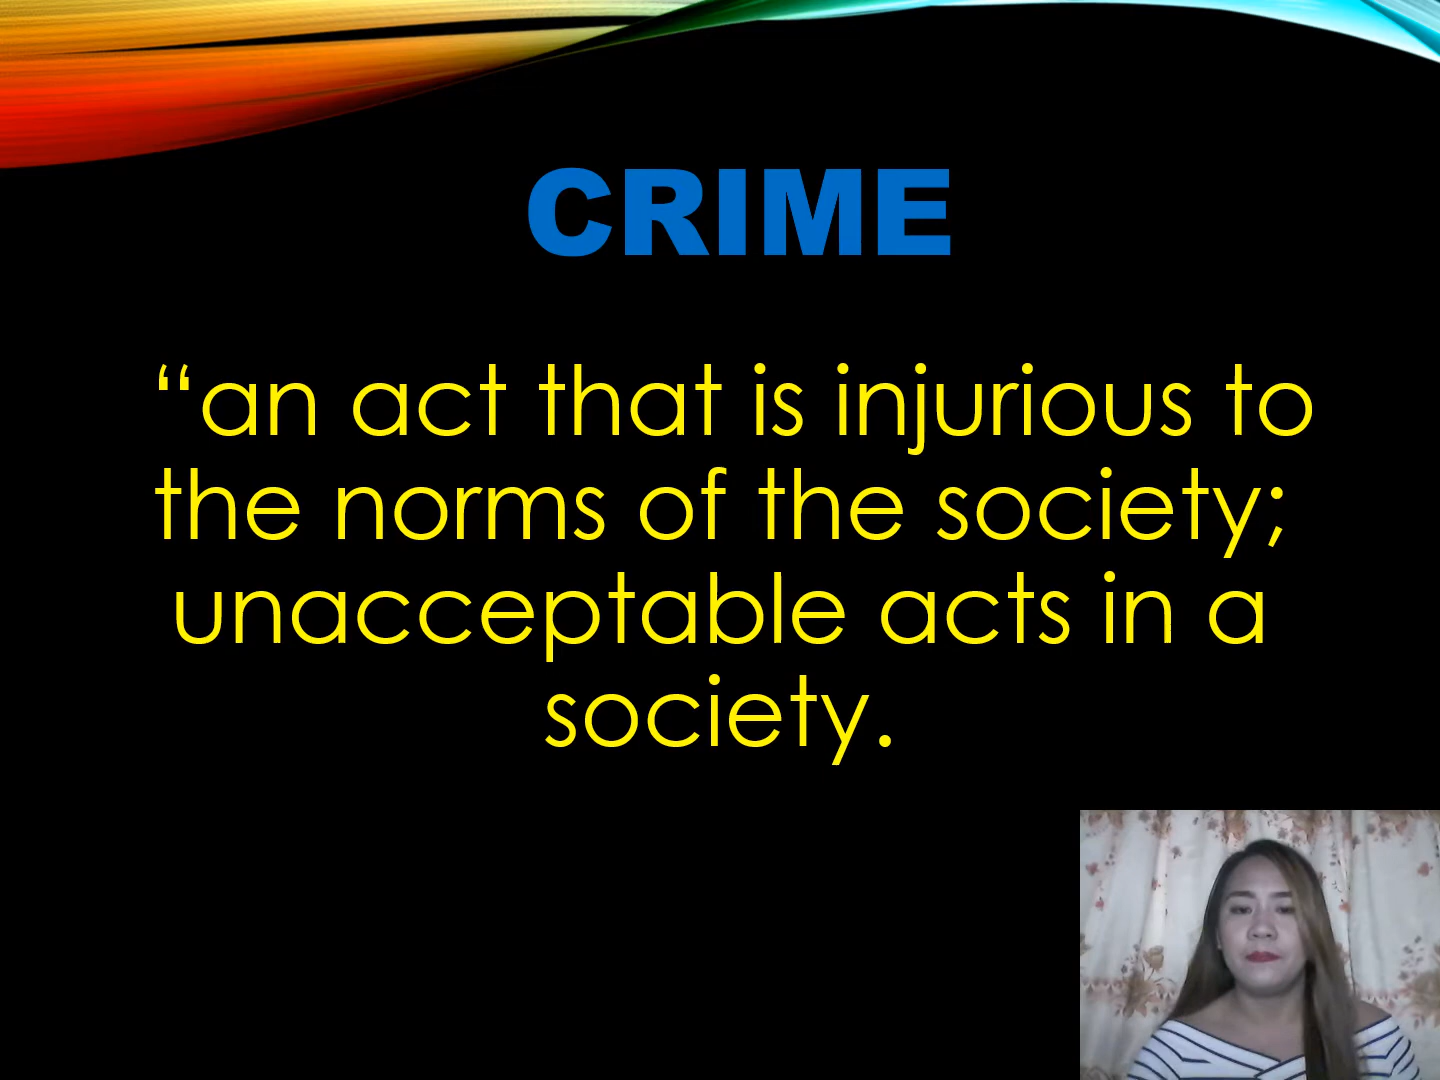 CRIME
“an act that is injurious to
the norms of the society;
unacceptable acts in a
society.